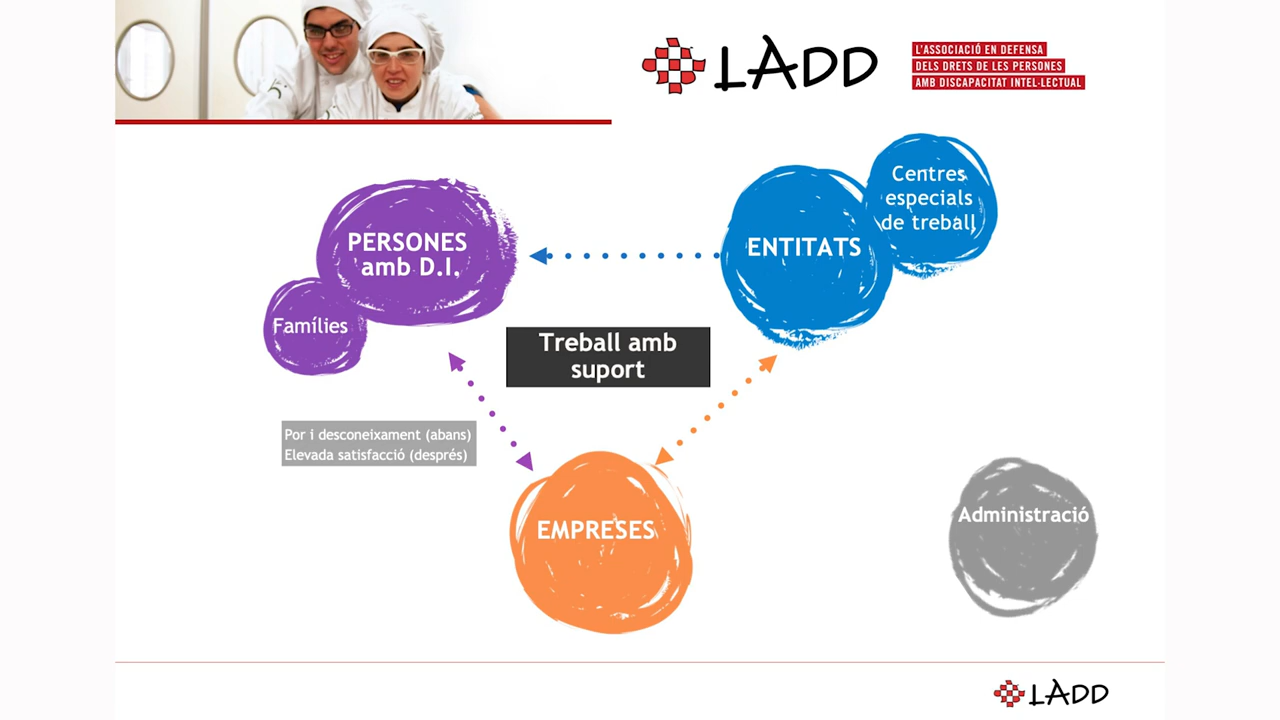 LADD
L'ASSOCIACIÓ EN DEFENSA
DELS DRETS DE LES PERSONES
AMB DISCAPACITAT INTEL·LECTUAL
Centres
especials
de treball
PERSONES
amb D.I.
ENTITATS
Famílies
Treball amb
suport
Por i desconeixament (abans)
Elevada satisfacció (després)
EMPRESES
Administració
LADD